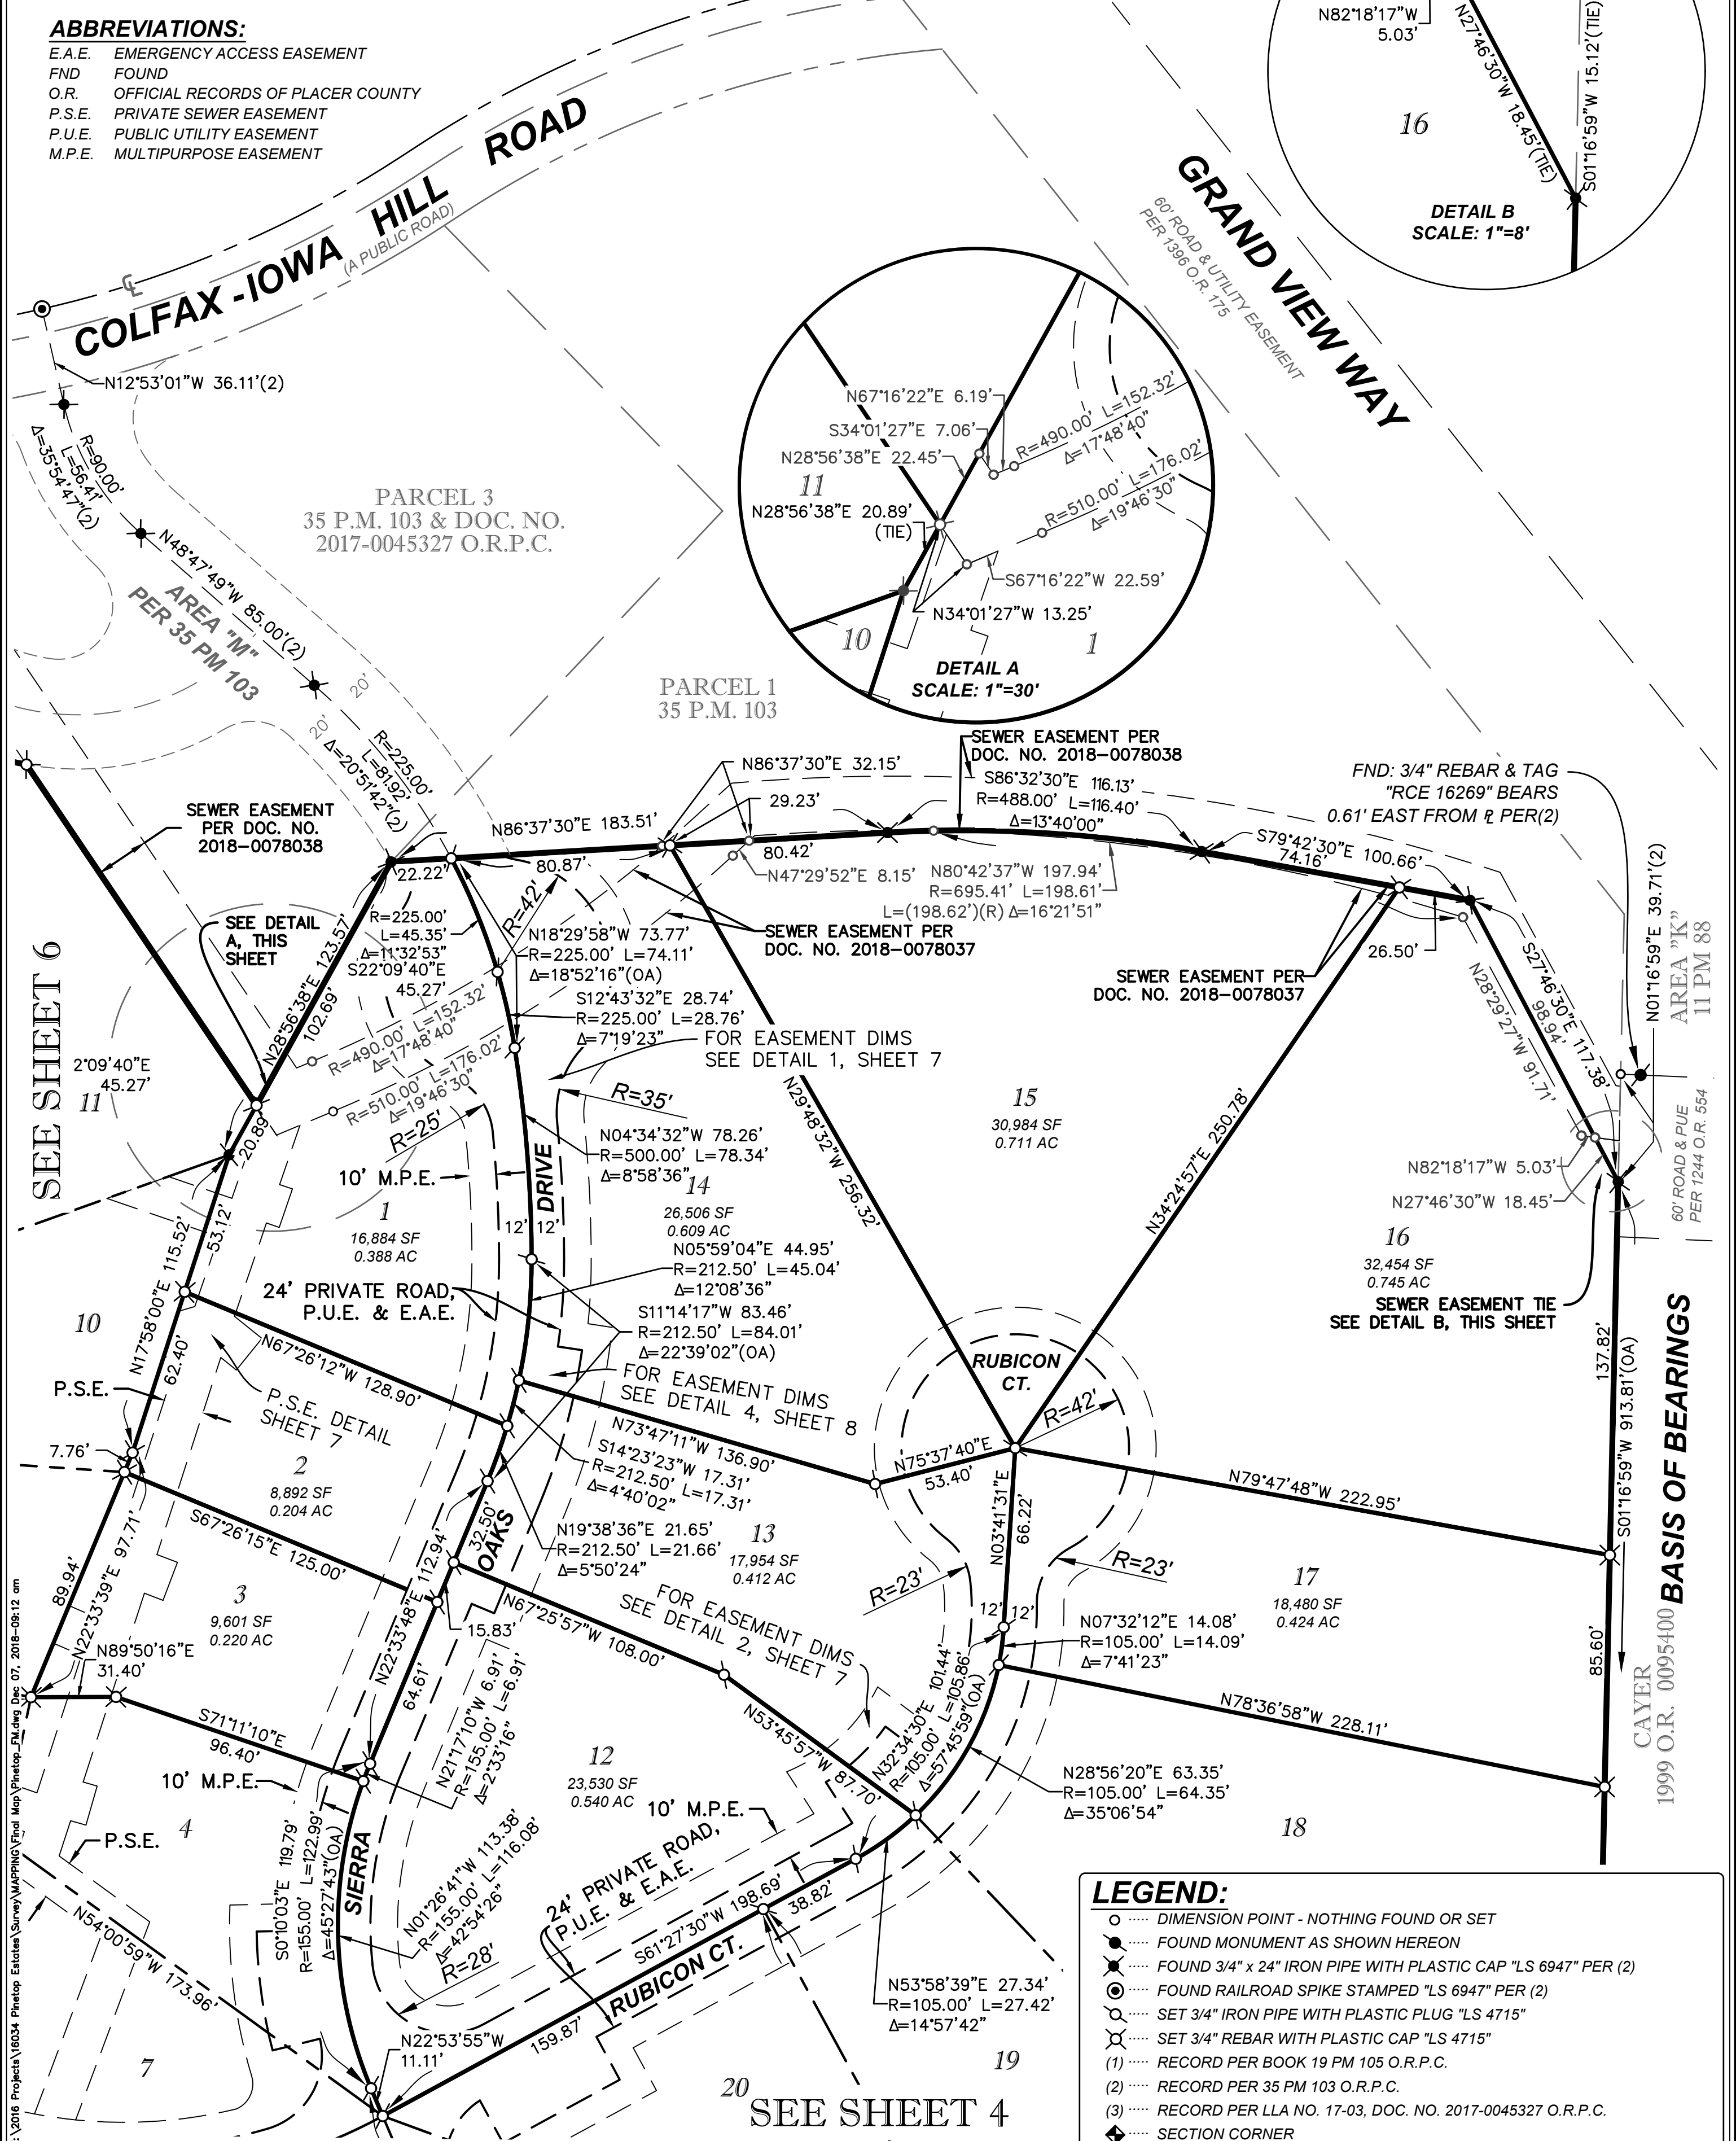 ABBREVIATIONS:
E.A.E. EMERGENCY ACCESS EASEMENT
FND FOUND
O.R. OFFICIAL RECORDS OF PLACER COUNTY
P.S.E. PRIVATE SEWER EASEMENT
P.U.E. PUBLIC UTILITY EASEMENT
M.P.E. MULTIPURPOSE EASEMENT
COLFAX-IOWA HILL ROAD
(A PUBLIC ROAD)
GRAND VIEW WAY
60' ROAD & UTILITY EASEMENT
PER 1396 O.R. 175
N82°18'17"W
5.03'
N27°46'30"W 18.45'(TIE)
S01°16'59"W 15.12'(TIE)
16
DETAIL B
SCALE: 1"=8'
N12°53'01"W 36.11'(2)
R=90.00'
L=56.41'
Δ=35°54'47"(2)
N48°47'49"W 85.00'(2)
AREA "M"
PER 35 PM 103
20'
20'
R=225.00'
L=81.92'
Δ=20°51'42"(2)
PARCEL 3
35 P.M. 103 & DOC. NO.
2017-0045327 O.R.P.C.
PARCEL 1
35 P.M. 103
N67°16'22"E 6.19'
S34°01'27"E 7.06'
N28°56'38"E 22.45'
11
N28°56'38"E 20.89'
(TIE)
R=490.00' L=152.32'
Δ=17°48'40"
R=510.00' L=176.02'
Δ=19°46'30"
S67°16'22"W 22.59'
N34°01'27"W 13.25'
10
1
DETAIL A
SCALE: 1"=30'
SEWER EASEMENT
PER DOC. NO.
2018-0078038
SEWER EASEMENT PER
DOC. NO. 2018-0078038
N86°37'30"E 32.15'
29.23'
N86°37'30"E 183.51'
22.22'
80.87'
80.42'
S86°32'30"E 116.13'
R=488.00' L=116.40'
Δ=13°40'00"
FND: 3/4" REBAR & TAG
"RCE 16269" BEARS
0.61' EAST FROM ℄ PER(2)
S79°42'30"E 100.66'
74.16'
26.50'
N47°29'52"E 8.15'
N80°42'37"W 197.94'
R=695.41' L=198.61'
L=(198.62')(R) Δ=16°21'51"
SEWER EASEMENT PER
DOC. NO. 2018-0078037
SEWER EASEMENT PER
DOC. NO. 2018-0078037
SEE DETAIL
A, THIS
SHEET
N28°56'38"E 123.57'
102.69'
R=225.00'
L=45.35'
Δ=11°32'53"
S22°09'40"E
45.27'
R=42'
N18°29'58"W 73.77'
R=225.00' L=74.11'
Δ=18°52'16"(OA)
S12°43'32"E 28.74'
R=225.00' L=28.76'
Δ=7°19'23"
FOR EASEMENT DIMS
SEE DETAIL 1, SHEET 7
R=490.00' L=152.32'
Δ=17°48'40"
R=510.00' L=176.02'
Δ=19°46'30"
R=25'
R=35'
SEE SHEET 6
2°09'40"E
45.27'
11
20.89'
N04°34'32"W 78.26'
R=500.00' L=78.34'
Δ=8°58'36"
10' M.P.E.
DRIVE
12' 12'
1
16,884 SF
0.388 AC
14
26,506 SF
0.609 AC
15
30,984 SF
0.711 AC
16
32,454 SF
0.745 AC
N29°48'32"W 256.32'
N34°24'57"E 250.78'
S27°46'30"E 117.38'
98.94'
N28°29'27"W 91.71'
N01°16'59"E 39.71'(2)
AREA "K"
11 PM 88
60' ROAD & PUE
PER 1244 O.R. 554
N82°18'17"W 5.03'
N27°46'30"W 18.45'
SEWER EASEMENT TIE
SEE DETAIL B, THIS SHEET
137.82'
S01°16'59"W 913.81'(OA)
BASIS OF BEARINGS
N17°58'00"E 115.52'
53.12'
62.40'
24' PRIVATE ROAD,
P.U.E. & E.A.E.
N05°59'04"E 44.95'
R=212.50' L=45.04'
Δ=12°08'36"
S11°14'17"W 83.46'
R=212.50' L=84.01'
Δ=22°39'02"(OA)
10
N67°26'12"W 128.90'
P.S.E.
P.S.E. DETAIL
SHEET 7
FOR EASEMENT DIMS
SEE DETAIL 4, SHEET 8
RUBICON
CT.
R=42'
N73°47'11"W 136.90'
N75°37'40"E
53.40'
S14°23'23"W 17.31'
R=212.50' L=17.31'
Δ=4°40'02"
7.76'
2
8,892 SF
0.204 AC
S67°26'15"E 125.00'
N79°47'48"W 222.95'
N03°41'31"E
66.22'
32.50'
OAKS
N19°38'36"E 21.65'
R=212.50' L=21.66'
Δ=5°50'24"
13
17,954 SF
0.412 AC
R=23'
R=23'
89.94'
N22°33'39"E 97.71'
3
9,601 SF
0.220 AC
N22°33'48"E 112.94'
15.83'
64.61'
N67°25'57"W 108.00'
FOR EASEMENT DIMS
SEE DETAIL 2, SHEET 7
12' 12'
17
18,480 SF
0.424 AC
N07°32'12"E 14.08'
R=105.00' L=14.09'
Δ=7°41'23"
N89°50'16"E
31.40'
S71°11'10"E
96.40'
N21°17'10"W 6.91'
R=155.00' L=6.91'
Δ=2°33'16"
N53°45'57"W 87.70'
N32°34'30"E 101.44'
R=105.00' L=105.86'
Δ=57°45'59"(OA)
N78°36'58"W 228.11'
85.60'
CAYER
1999 O.R. 0095400
10' M.P.E.
12
23,530 SF
0.540 AC
10' M.P.E.
N28°56'20"E 63.35'
R=105.00' L=64.35'
Δ=35°06'54"
18
4
P.S.E.
S0°10'03"E 119.79'
R=155.00' L=122.99'
Δ=45°27'43"(OA)
SIERRA
N01°26'41"W 113.38'
R=155.00' L=116.08'
Δ=42°54'26"
R=28'
24' PRIVATE ROAD,
P.U.E. & E.A.E.
S61°27'30"W 198.69'
38.82'
RUBICON CT.
159.87'
N54°00'59"W 173.96'
N22°53'55"W
11.11'
7
N53°58'39"E 27.34'
R=105.00' L=27.42'
Δ=14°57'42"
19
20
SEE SHEET 4
LEGEND:
DIMENSION POINT - NOTHING FOUND OR SET
FOUND MONUMENT AS SHOWN HEREON
FOUND 3/4" x 24" IRON PIPE WITH PLASTIC CAP "LS 6947" PER (2)
FOUND RAILROAD SPIKE STAMPED "LS 6947" PER (2)
SET 3/4" IRON PIPE WITH PLASTIC PLUG "LS 4715"
SET 3/4" REBAR WITH PLASTIC CAP "LS 4715"
(1) ····· RECORD PER BOOK 19 PM 105 O.R.P.C.
(2) ····· RECORD PER 35 PM 103 O.R.P.C.
(3) ····· RECORD PER LLA NO. 17-03, DOC. NO. 2017-0045327 O.R.P.C.
SECTION CORNER
:\2016 Projects\16034 Pinetop Estates\Survey\MAPPING\Final Map\Pinetop_FM.dwg Dec 07, 2018-09:12 am